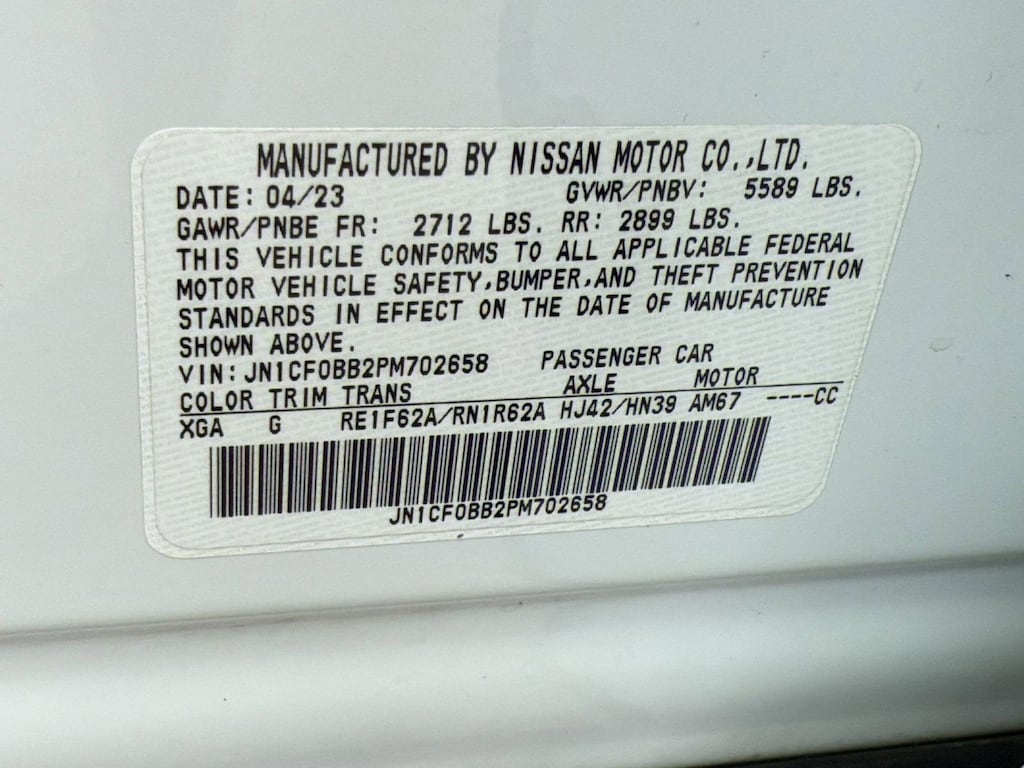 MANUFACTURED BY NISSAN MOTOR CO.,LTD.
DATE: 04/23 GVWR/PNBV: 5589 LBS.
GAWR/PNBE FR: 2712 LBS. RR: 2899 LBS.
THIS VEHICLE CONFORMS TO ALL APPLICABLE FEDERAL
MOTOR VEHICLE SAFETY,BUMPER,AND THEFT PREVENTION
STANDARDS IN EFFECT ON THE DATE OF MANUFACTURE
SHOWN ABOVE.
VIN: JN1CF0BB2PM702658 PASSENGER CAR
COLOR TRIM TRANS AXLE MOTOR
XGA G RE1F62A/RN1R62A HJ42/HN39 AM67 ----CC
JN1CF0BB2PM702658